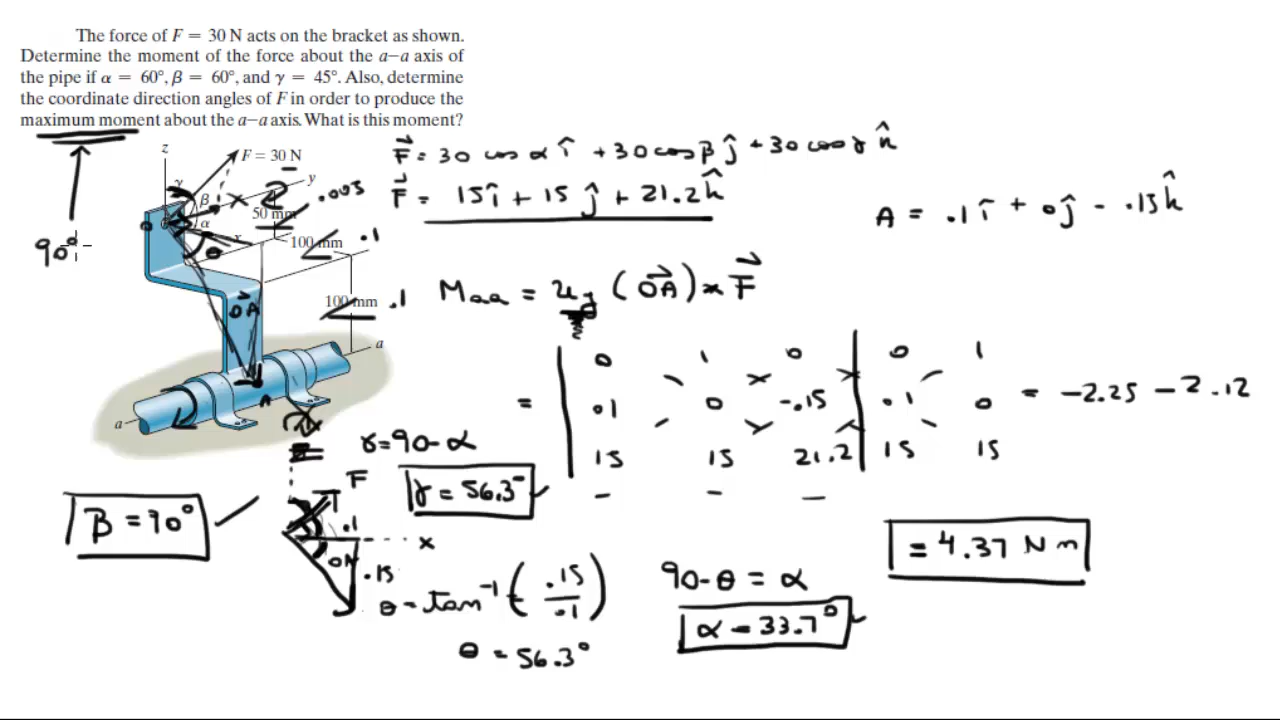 The force of F = 30 N acts on the bracket as shown.
Determine the moment of the force about the a–a axis of
the pipe if α = 60°, β = 60°, and γ = 45°. Also, determine
the coordinate direction angles of F in order to produce the
maximum moment about the a–a axis. What is this moment?
z
F = 30 N
y
γ
β
x
50 mm
.005
α
x
θ
100 mm
.1
OA
100 mm
.1
a
A
a
90°
F = 30 cos α î + 30 cos β ĵ + 30 cos γ k̂
F = 15 î + 15 ĵ + 21.2 k̂
A = .1 î + 0 ĵ - .15 k̂
Maa = uy (OA) × F
= | 0 1 0 | 0 1
.1 0 -.15 | .1 0 = -2.25 - 2.12
15 15 21.2 | 15 15
= 4.37 N m
γ = 90 - α
γ = 56.3°
β = 90°
F
.1
x
OA
.15
θ = tan⁻¹ (.15/.1)
θ = 56.3°
90 - θ = α
α = 33.7°